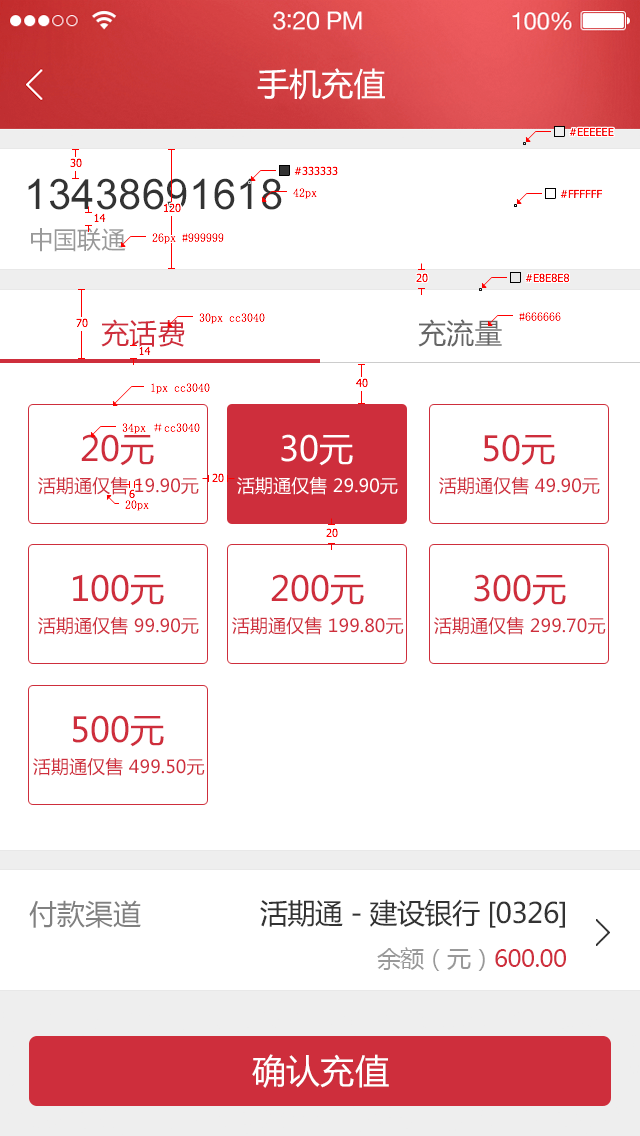 3:20 PM 100%
手机充值
#EEEEEE
30
#333333
13438691618
42px
#FFFFFF
120
14
中国联通
26px #999999
20
#E8E8E8
70
30px cc3040
#666666
充话费 充流量
14
1px cc3040
40
34px #cc3040
20元 30元 50元
活期通仅售 19.90元 20 活期通仅售 29.90元 活期通仅售 49.90元
6
20px
20
100元 200元 300元
活期通仅售 99.90元 活期通仅售 199.80元 活期通仅售 299.70元
500元
活期通仅售 499.50元
付款渠道 活期通 - 建设银行 [0326]
余额（元）600.00
确认充值